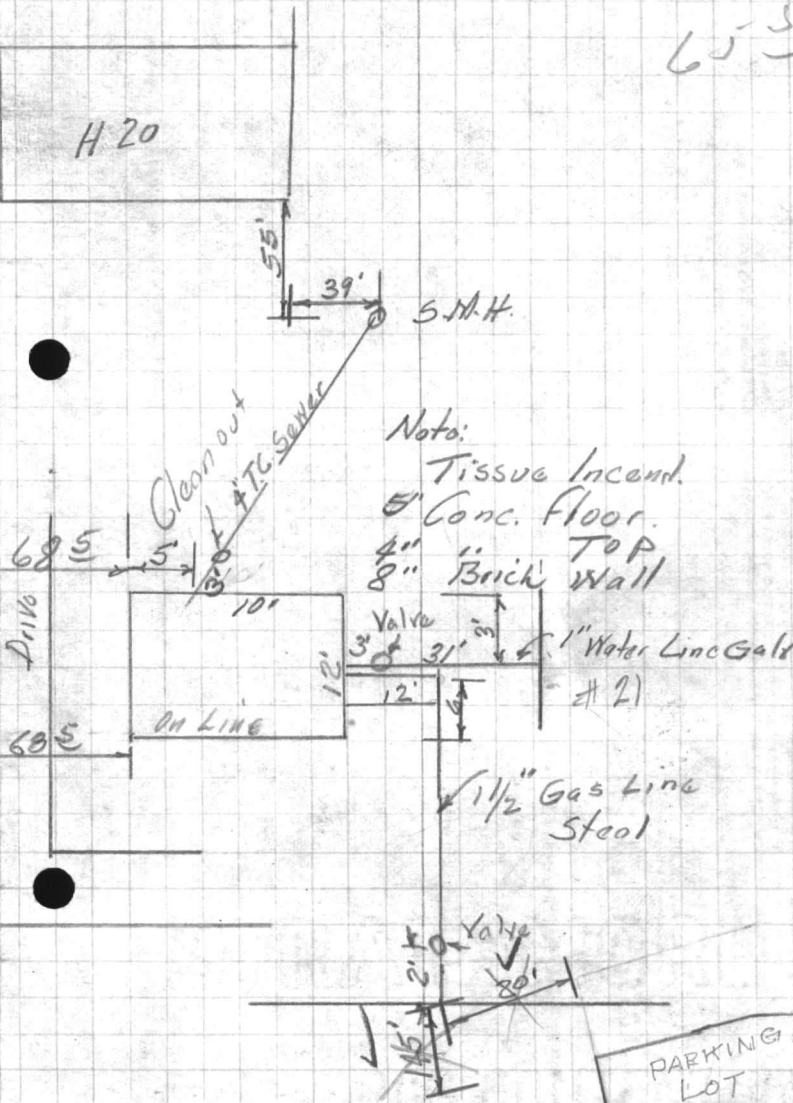 H 20
55'
39'
S.M.H.
Clean out
4" T.C. Sewer
Note:
Tissue Incend.
5" Conc. Floor.
4" " Top
8" Brick Wall
68 5
5'
3'
Drive
10'
Valve
3'
31'
3'
1" Water Line Galv
# 21
12'
12'
6'
On Line
68 5
1 1/2" Gas Line
Steel
Valve
2'
80'
PARKING
LOT